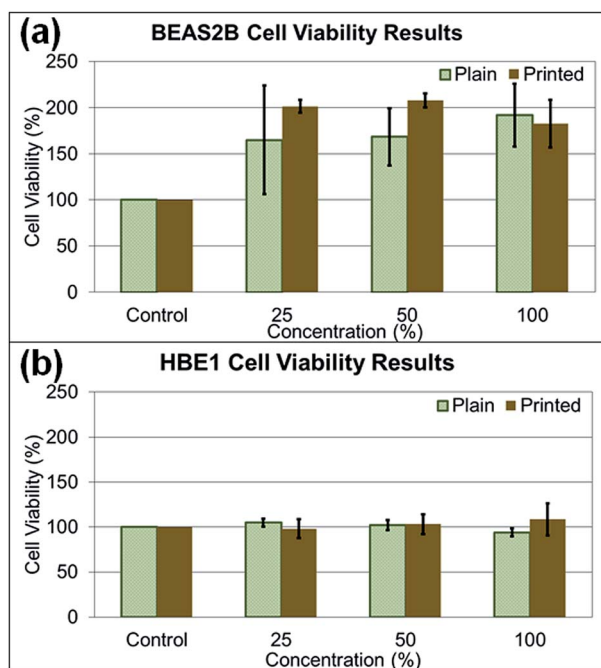 (a)
BEAS2B Cell Viability Results
Plain Printed
Cell Viability (%)
250
200
150
100
50
0
Control 25 50 100
Concentration (%)
(b)
HBE1 Cell Viability Results
Plain Printed
Cell Viability (%)
250
200
150
100
50
0
Control 25 50 100
Concentration (%)